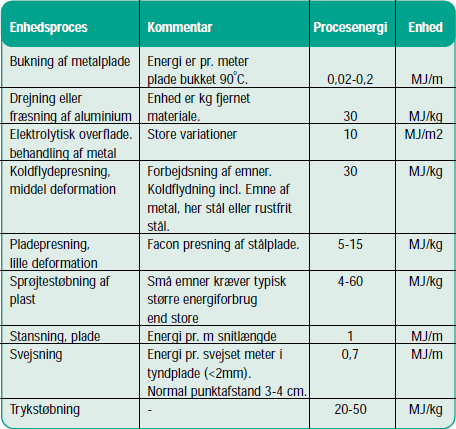 Enhedsproces Kommentar Procesenergi Enhed
Bukning af metalplade Energi er pr. meter
plade bukket 90°C. 0,02-0,2 MJ/m
Drejning eller Enhed er kg fjernet
fræsning af aluminium materiale. 30 MJ/kg
Elektrolytisk overflade. Store variationer 10 MJ/m2
behandling af metal
Koldflydepresning, Forbejdsning af emner. 30 MJ/kg
middel deformation Koldflydning incl. Emne af
metal, her stål eller rustfrit
stål.
Pladepresning, Facon presning af stålplade. 5-15 MJ/kg
lille deformation
Sprøjtestøbning af Små emner kræver typisk 4-60 MJ/kg
plast større energiforbrug
end store
Stansning, plade Energi pr. m snitlængde 1 MJ/m
Svejsning Energi pr. svejset meter i 0,7 MJ/m
tyndplade (<2mm).
Normal punktafstand 3-4 cm.
Trykstøbning - 20-50 MJ/kg